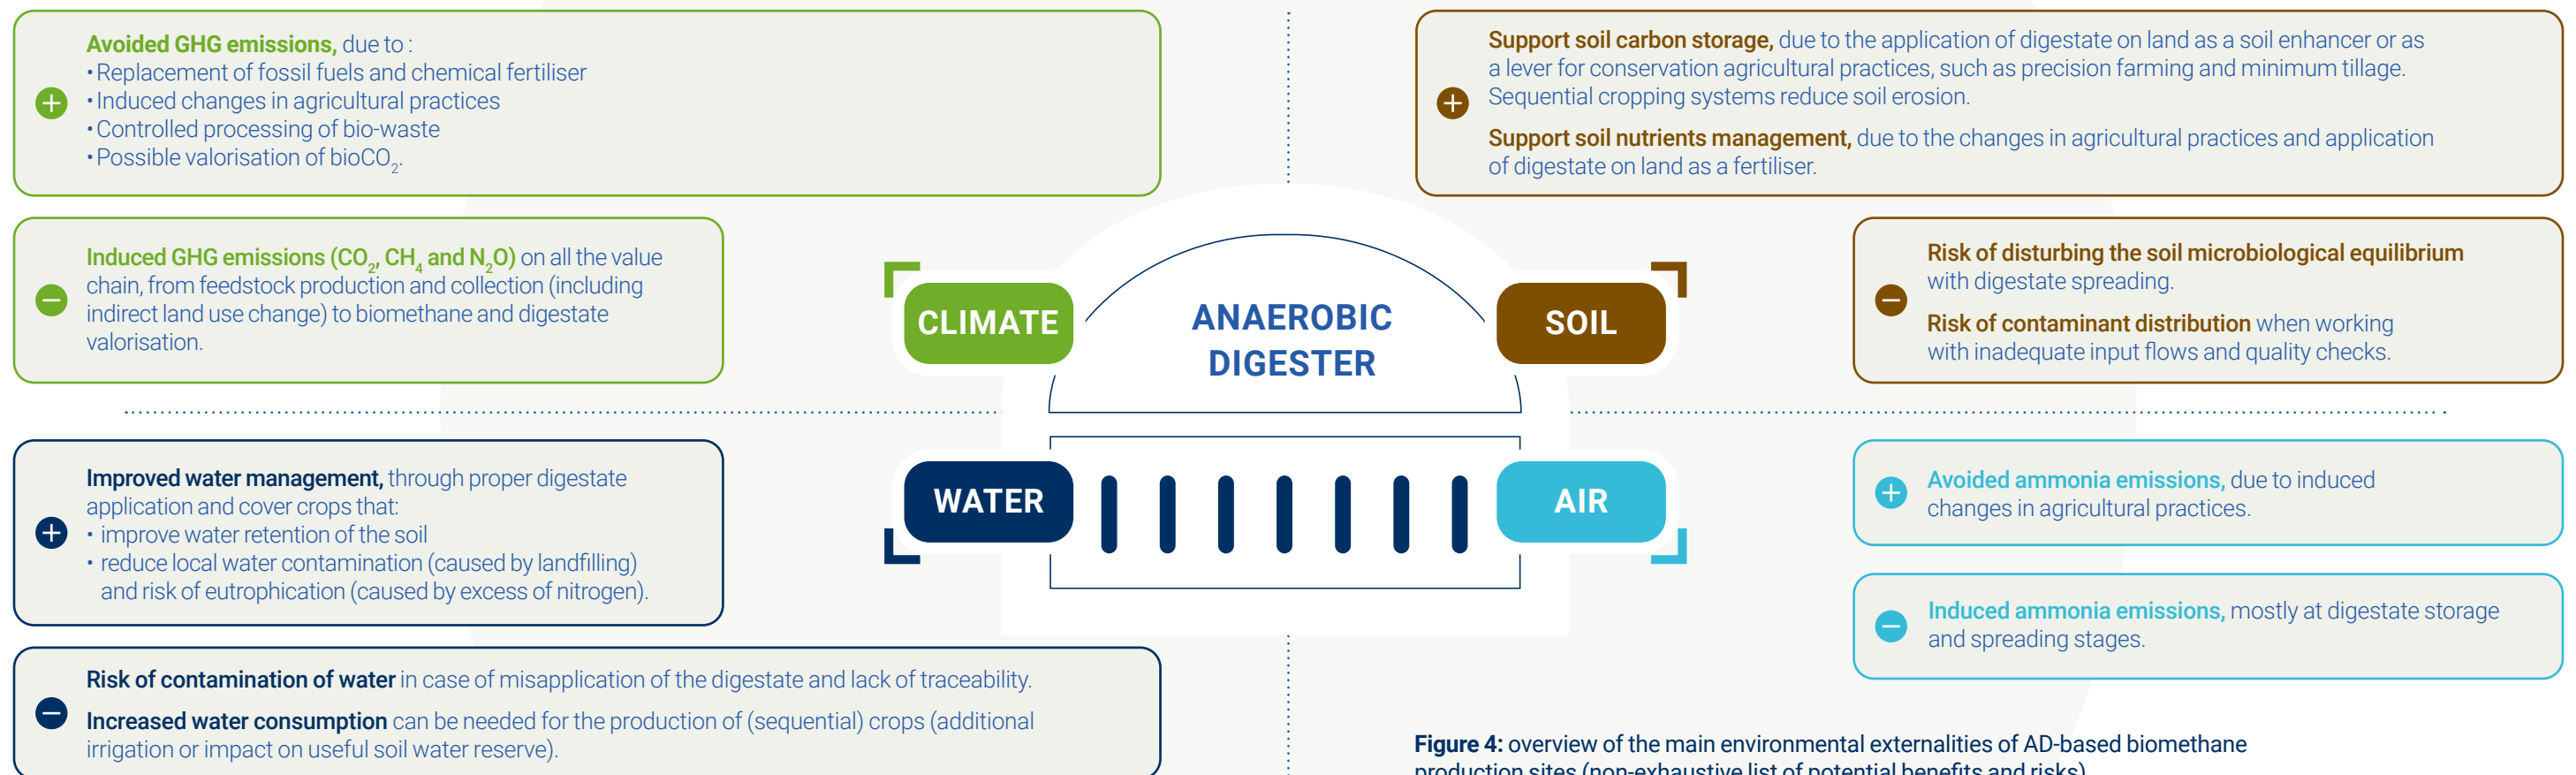 Avoided GHG emissions, due to :
• Replacement of fossil fuels and chemical fertiliser
• Induced changes in agricultural practices
• Controlled processing of bio-waste
• Possible valorisation of bioCO₂.
Support soil carbon storage, due to the application of digestate on land as a soil enhancer or as
a lever for conservation agricultural practices, such as precision farming and minimum tillage.
Sequential cropping systems reduce soil erosion.
Support soil nutrients management, due to the changes in agricultural practices and application
of digestate on land as a fertiliser.
Induced GHG emissions (CO₂, CH₄ and N₂O) on all the value
chain, from feedstock production and collection (including
indirect land use change) to biomethane and digestate
valorisation.
Risk of disturbing the soil microbiological equilibrium
with digestate spreading.
Risk of contaminant distribution when working
with inadequate input flows and quality checks.
CLIMATE
ANAEROBIC
DIGESTER
SOIL
WATER
AIR
Improved water management, through proper digestate
application and cover crops that:
• improve water retention of the soil
• reduce local water contamination (caused by landfilling)
and risk of eutrophication (caused by excess of nitrogen).
Avoided ammonia emissions, due to induced
changes in agricultural practices.
Induced ammonia emissions, mostly at digestate storage
and spreading stages.
Risk of contamination of water in case of misapplication of the digestate and lack of traceability.
Increased water consumption can be needed for the production of (sequential) crops (additional
irrigation or impact on useful soil water reserve).
Figure 4: overview of the main environmental externalities of AD-based biomethane
production sites (non-exhaustive list of potential benefits and risks)